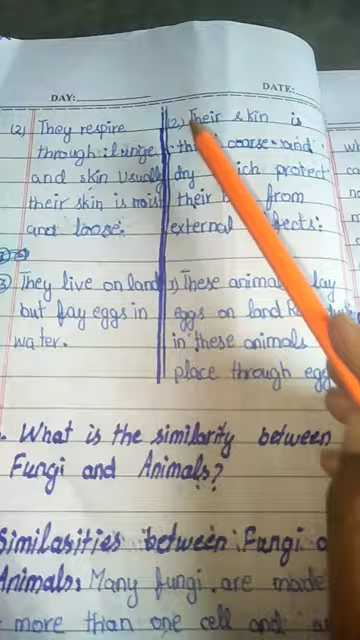 DAY:
DATE:
(2) They respire
through lungs
and skin usually
their skin is moist
and loose.
(3) They live on land
but fay eggs in
water.
2) Their skin is
coarse and
dry which protect
their from
external effects.
3) These animals lay
eggs on land
in these animals
place through egg
. What is the similarity between
Fungi and Animals?
Similasities between Fungi
Animals: Many fungi are made
more than one cell and